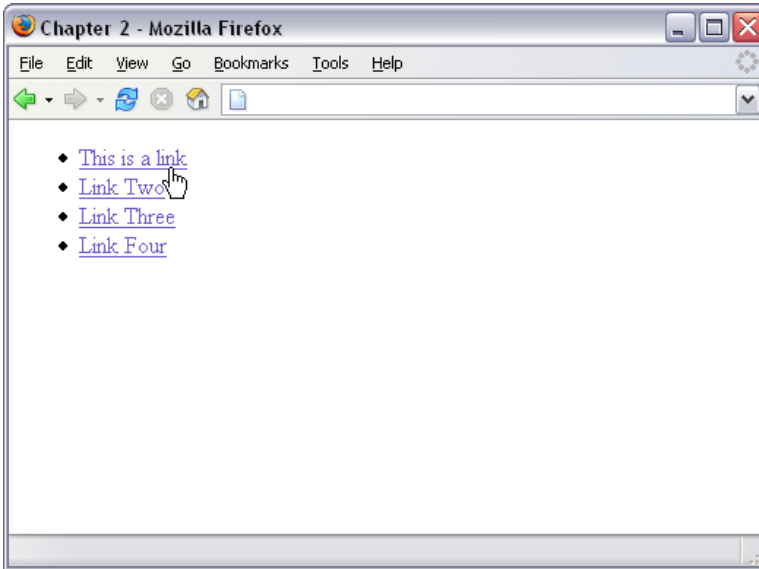 Chapter 2 - Mozilla Firefox
File Edit View Go Bookmarks Tools Help
This is a link
Link Two
Link Three
Link Four